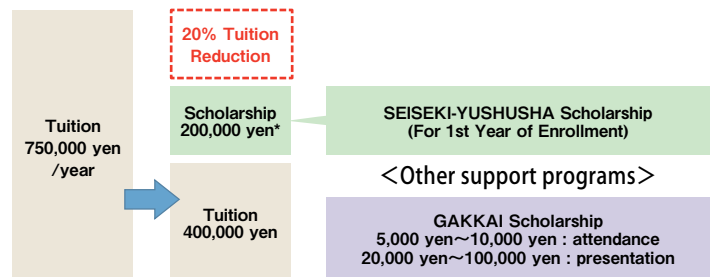 20% Tuition
Reduction
Tuition
750,000 yen
/year
Scholarship
200,000 yen*
SEISEKI-YUSHUSHA Scholarship
(For 1st Year of Enrollment)
<Other support programs>
Tuition
400,000 yen
GAKKAI Scholarship
5,000 yen～10,000 yen : attendance
20,000 yen～100,000 yen : presentation